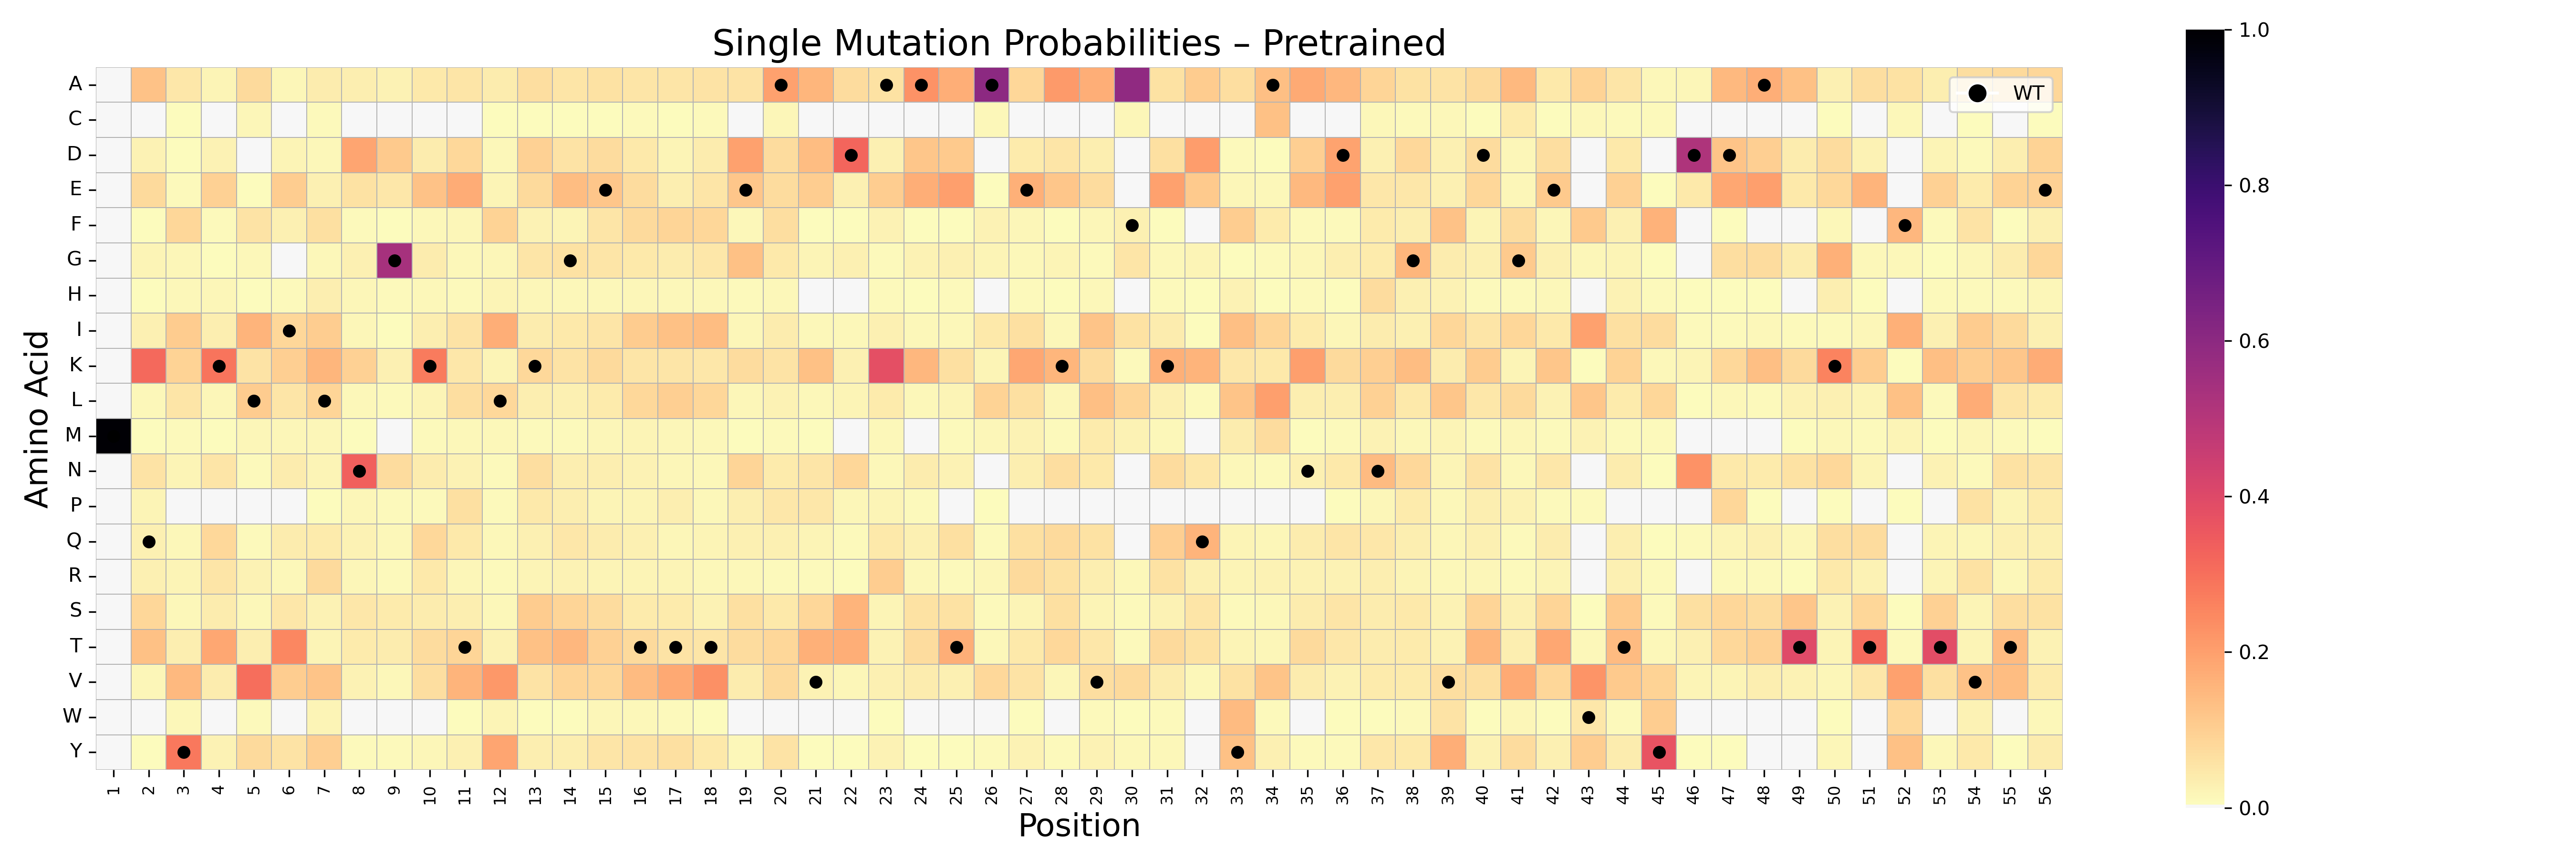 Single Mutation Probabilities – Pretrained
Amino Acid
A
C
D
E
F
G
H
I
K
L
M
N
P
Q
R
S
T
V
W
Y
WT
1 2 3 4 5 6 7 8 9 10 11 12 13 14 15 16 17 18 19 20 21 22 23 24 25 26 27 28 29 30 31 32 33 34 35 36 37 38 39 40 41 42 43 44 45 46 47 48 49 50 51 52 53 54 55 56
Position
1.0
0.8
0.6
0.4
0.2
0.0